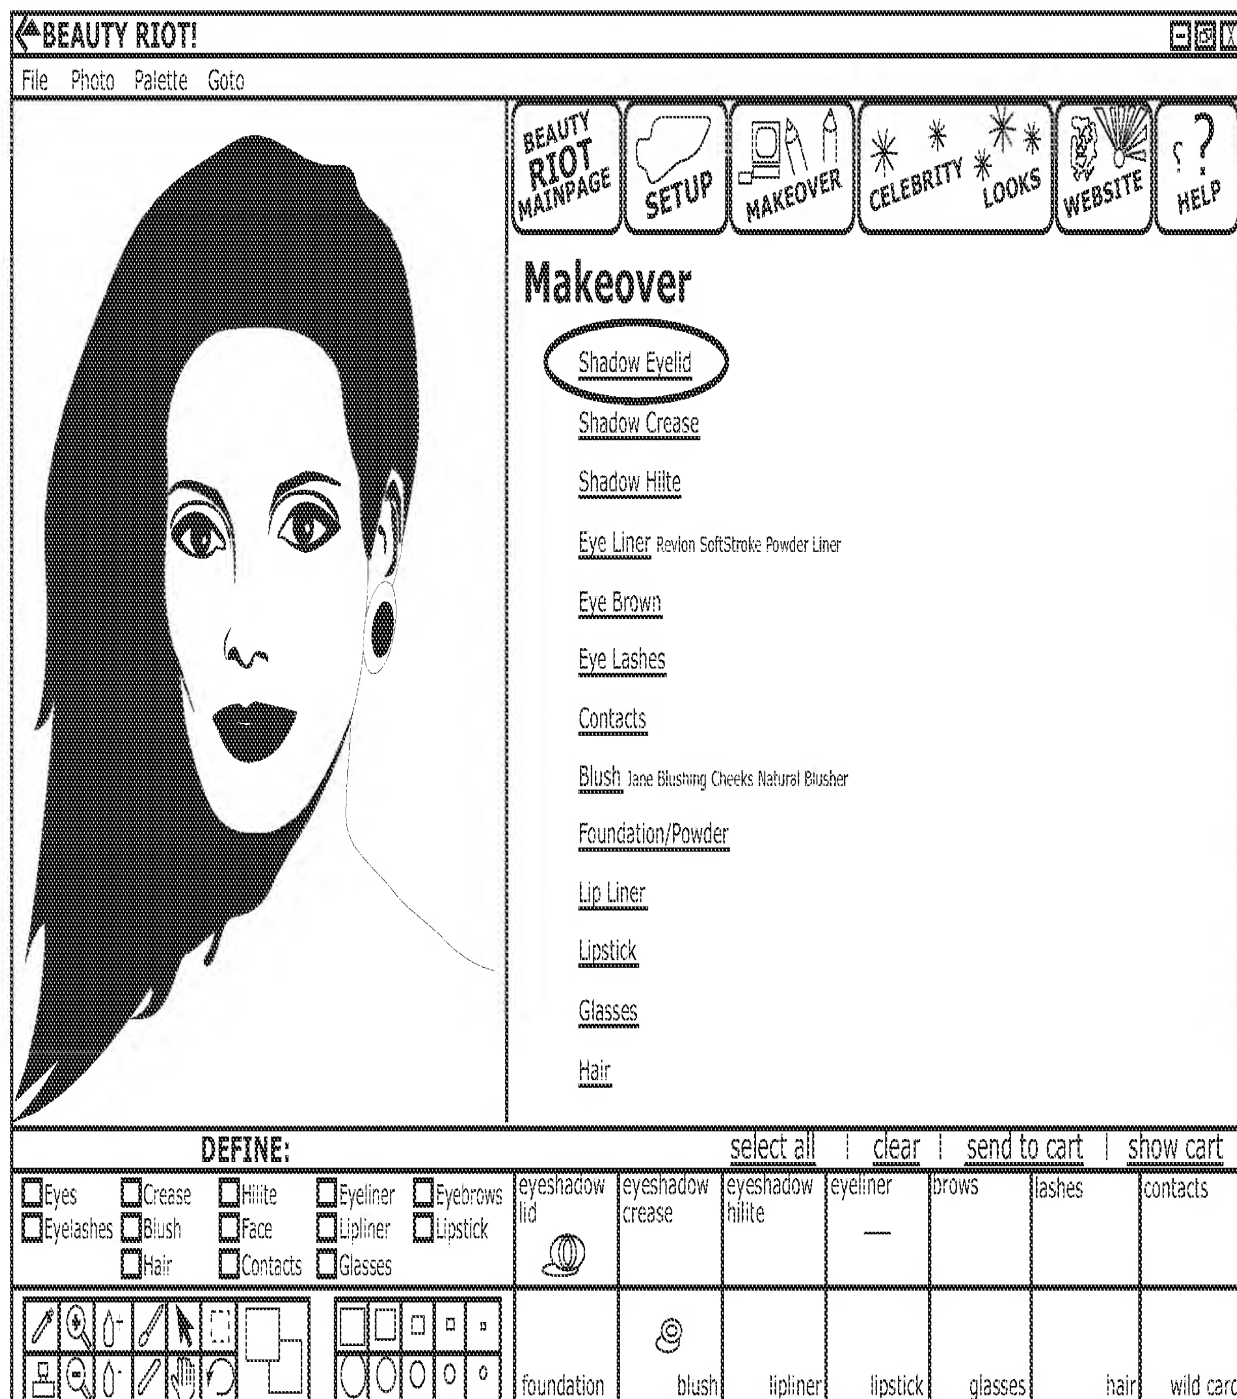 BEAUTY RIOT!
File Photo Palette Goto
BEAUTY
RIOT
MAINPAGE
SETUP
MAKEOVER
CELEBRITY
LOOKS
WEBSITE
HELP
Makeover
Shadow Eyelid
Shadow Crease
Shadow Hilte
Eye Liner Revlon SoftStroke Powder Liner
Eye Brown
Eye Lashes
Contacts
Blush Jane Blushing Cheeks Natural Blusher
Foundation/Powder
Lip Liner
Lipstick
Glasses
Hair
DEFINE:
select all | clear | send to cart | show cart
Eyes Crease Hilite Eyeliner Eyebrows
Eyelashes Blush Face Lipliner Lipstick
Hair Contacts Glasses
eyeshadow lid
eyeshadow crease
eyeshadow hilite
eyeliner
brows
lashes
contacts
foundation
blush
lipliner
lipstick
glasses
hair
wild card